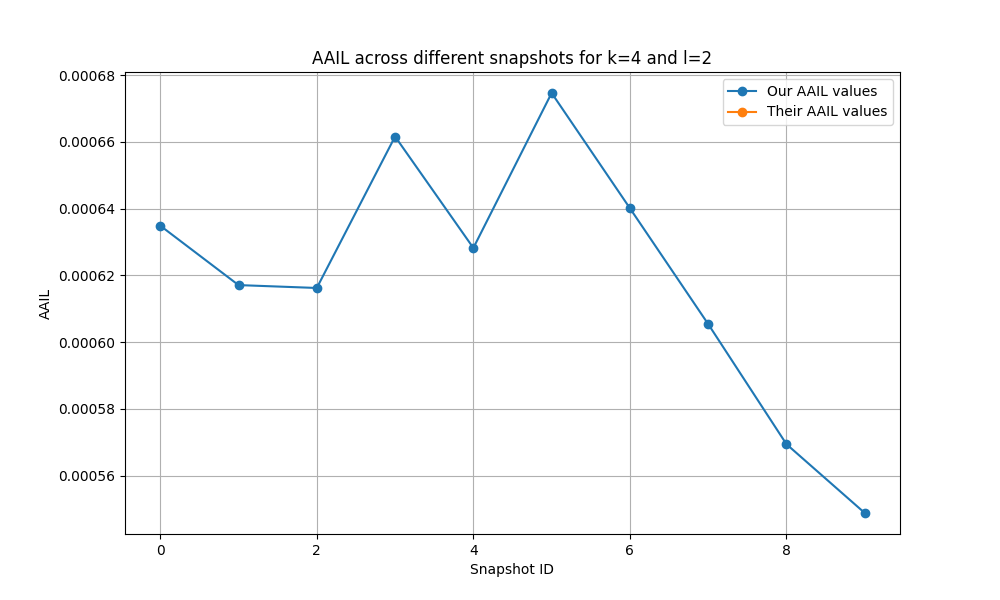 AAIL across different snapshots for k=4 and l=2
Our AAIL values
Their AAIL values
0.00068
0.00066
0.00064
0.00062
0.00060
0.00058
0.00056
AAIL
0 2 4 6 8
Snapshot ID